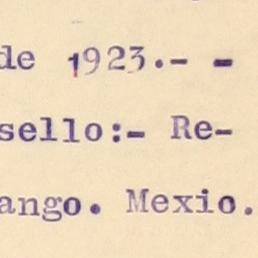 de 1923.- -
sello:- Re-
ango. Mexio.